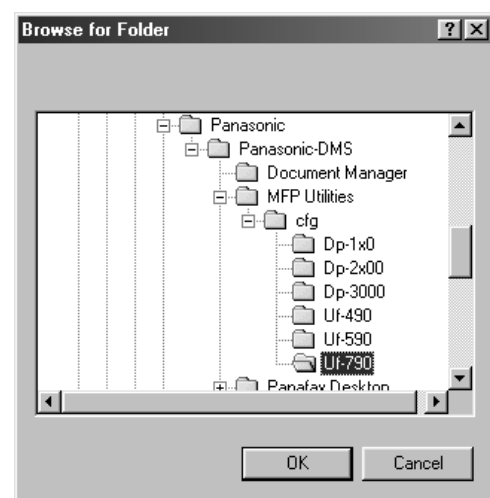 Browse for Folder
Panasonic
Panasonic-DMS
Document Manager
MFP Utilities
cfg
Dp-1x0
Dp-2x00
Dp-3000
Uf-490
Uf-590
Uf-790
Panafax Desktop
OK Cancel